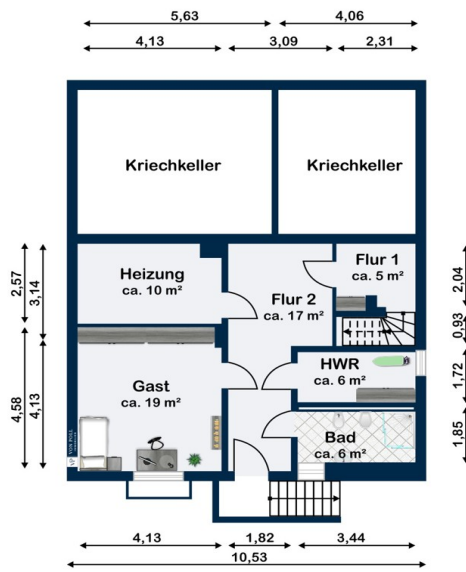 5,63
4,06
4,13
3,09
2,31
Kriechkeller
Kriechkeller
Heizung
ca. 10 m²
Flur 2
ca. 17 m²
Flur 1
ca. 5 m²
HWR
ca. 6 m²
Gast
ca. 19 m²
Bad
ca. 6 m²
2,57
3,14
4,58
4,13
2,04
0,93
1,72
1,85
VON POLL
4,13
1,82
3,44
10,53